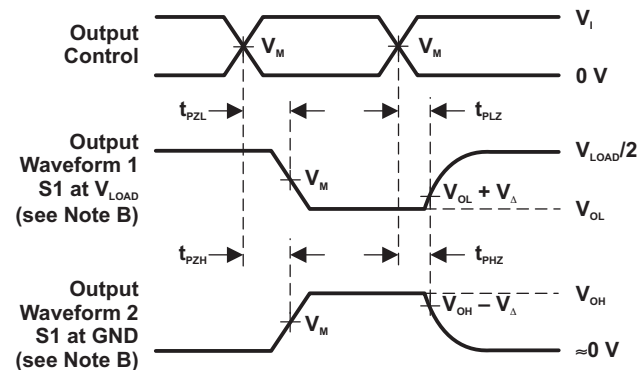 Output
Control
V_M
V_M
V_I
0 V
t_PZL
t_PLZ
Output
Waveform 1
S1 at V_LOAD
(see Note B)
V_M
V_OL + V_Δ
V_LOAD/2
V_OL
t_PZH
t_PHZ
Output
Waveform 2
S1 at GND
(see Note B)
V_M
V_OH – V_Δ
V_OH
≈0 V